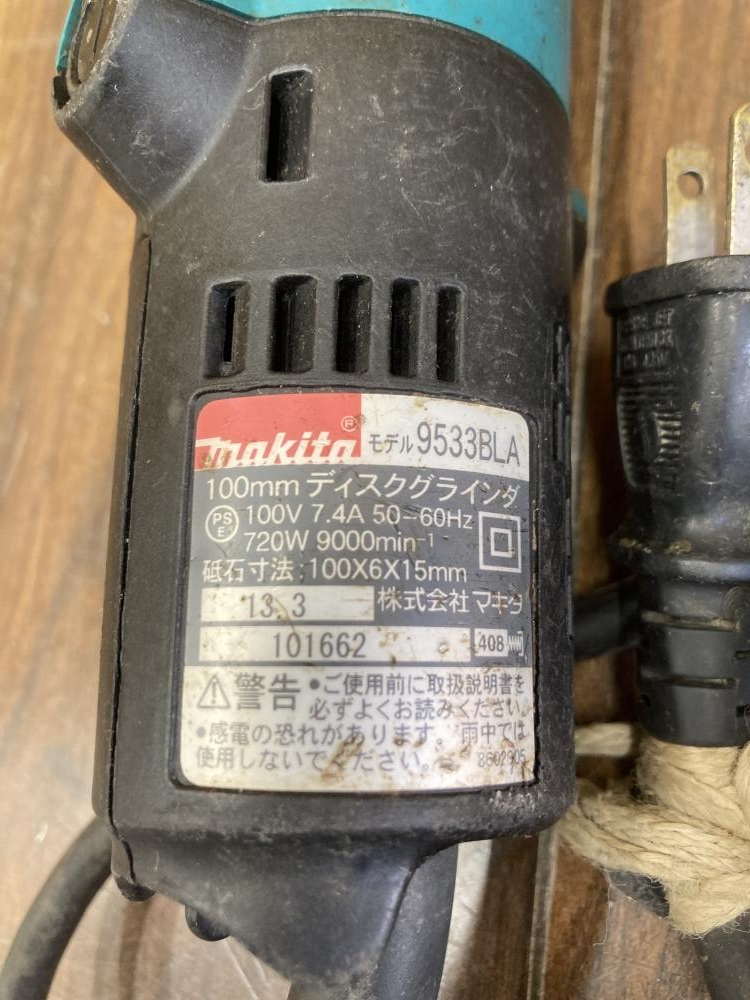 makita® モデル 9533BLA
100mm ディスクグラインダ
PS E 100V 7.4A 50-60Hz
720W 9000min⁻¹
砥石寸法:100X6X15mm
13.3 株式会社 マキタ
101662 408
警告 •ご使用前に取扱説明書を
必ずよくお読みください。
•感電の恐れがあります。雨中では
使用しないでください。
8602905